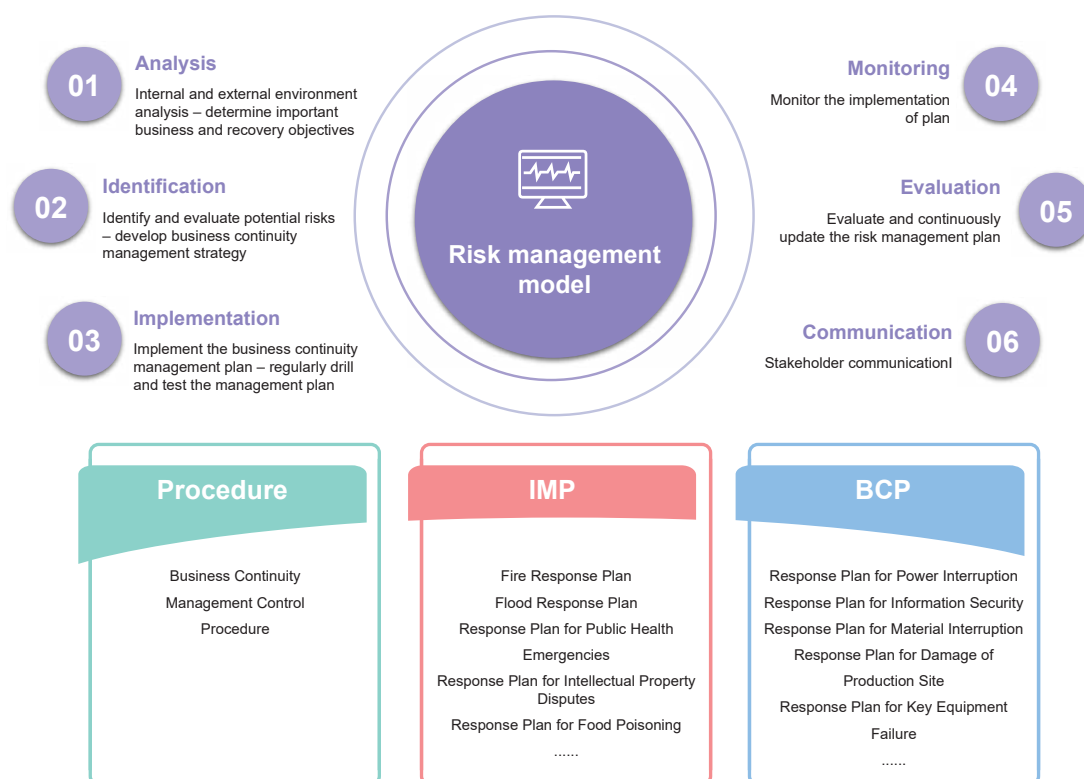 01
Analysis
Internal and external environment
analysis – determine important
business and recovery objectives
02
Identification
Identify and evaluate potential risks
– develop business continuity
management strategy
03
Implementation
Implement the business continuity
management plan – regularly drill
and test the management plan
Risk management
model
Monitoring
04
Monitor the implementation
of plan
Evaluation
05
Evaluate and continuously
update the risk management plan
Communication
06
Stakeholder communicationI
Procedure
Business Continuity
Management Control
Procedure
IMP
Fire Response Plan
Flood Response Plan
Response Plan for Public Health
Emergencies
Response Plan for Intellectual Property
Disputes
Response Plan for Food Poisoning
......
BCP
Response Plan for Power Interruption
Response Plan for Information Security
Response Plan for Material Interruption
Response Plan for Damage of
Production Site
Response Plan for Key Equipment
Failure
......